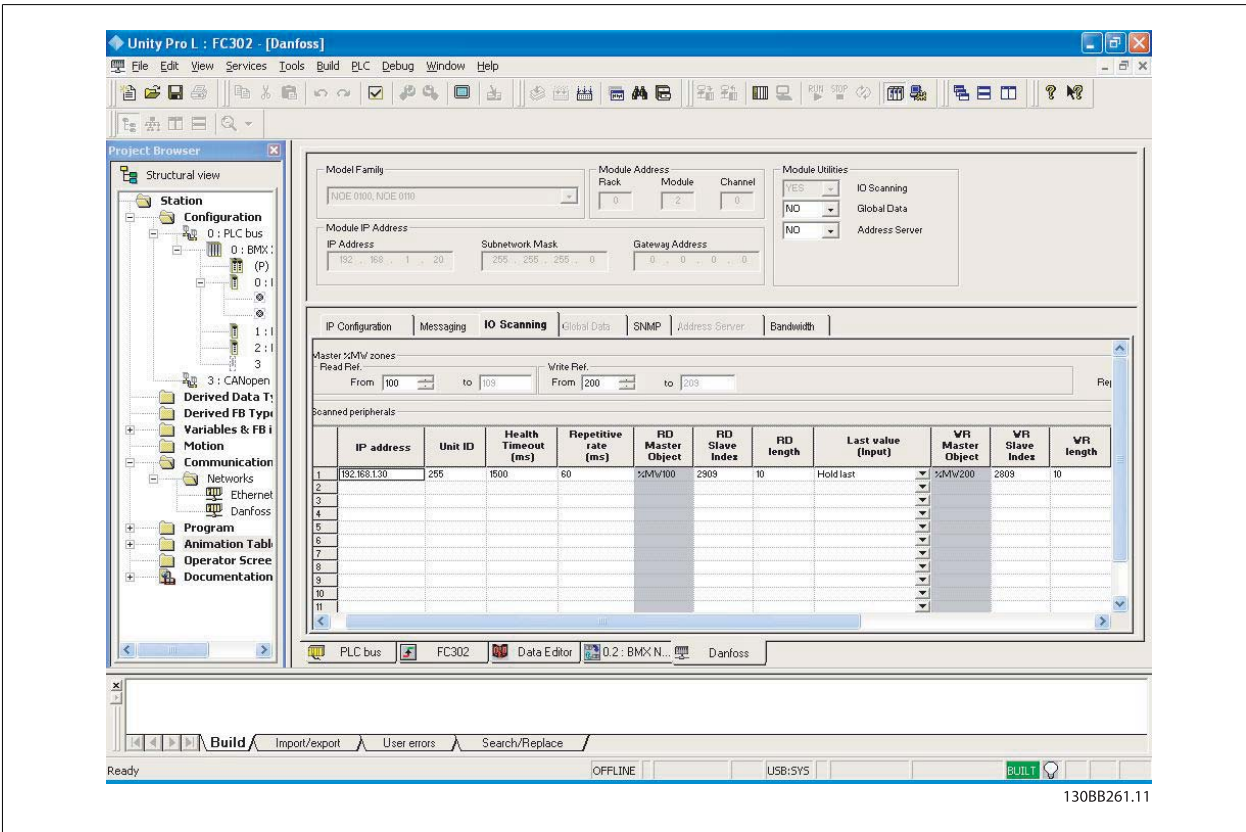 Unity Pro L : FC302 - [Danfoss]
File Edit View Services Tools Build PLC Debug Window Help
RUN STOP
Project Browser
Structural view
Station
Configuration
0 : PLC bus
0 : BMX
(P)
0 : I
1 : I
2 : I
3
3 : CANopen
Derived Data Ty
Derived FB Type
Variables & FB i
Motion
Communication
Networks
Ethernet
Danfoss
Program
Animation Tabl
Operator Scree
Documentation
Model Family
NOE 0100, NOE 0110
Module Address
Rack Module Channel
0 2 0
Module Utilities
YES IO Scanning
NO Global Data
NO Address Server
Module IP Address
IP Address Subnetwork Mask Gateway Address
192 . 168 . 1 . 20 255 . 255 . 255 . 0 0 . 0 . 0 . 0
IP Configuration Messaging IO Scanning Global Data SNMP Address Server Bandwidth
Master %MW zones
Read Ref. Write Ref.
From 100 to 109 From 200 to 209 Rep
Scanned peripherals
IP address Unit ID Health Timeout (ms) Repetitive rate (ms) RD Master Object RD Slave Index RD length Last value (Input) WR Master Object WR Slave Index WR length
1 192.168.1.30 255 1500 60 %MW100 2909 10 Hold last %MW200 2809 10
2
3
4
5
6
7
8
9
10
11
PLC bus FC302 Data Editor 0.2 : BMX N... Danfoss
Build Import/export User errors Search/Replace
Ready OFFLINE USB:SYS BUILT
130BB261.11